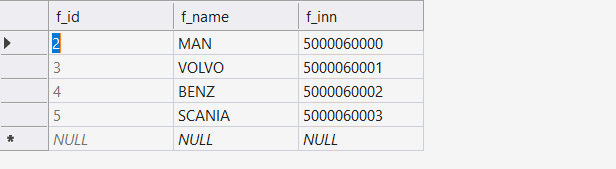 f_id f_name f_inn
2 MAN 5000060000
3 VOLVO 5000060001
4 BENZ 5000060002
5 SCANIA 5000060003
* NULL NULL NULL